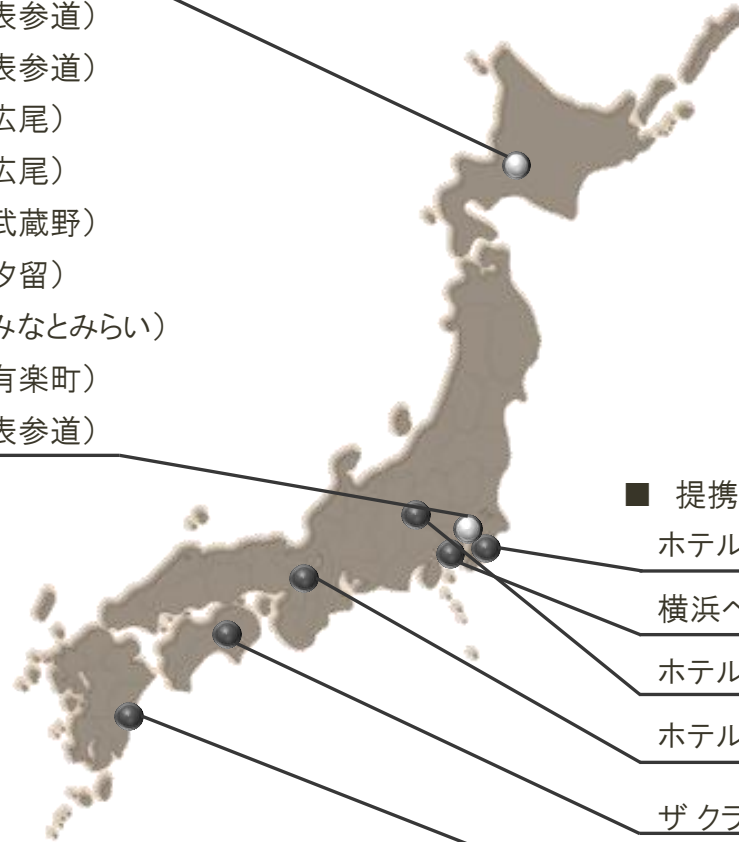 表参道）
表参道）
広尾）
広尾）
武蔵野）
汐留）
みなとみらい）
有楽町）
表参道）
■ 提携
ホテル
横浜ベ
ホテル
ホテル
ザ クラ